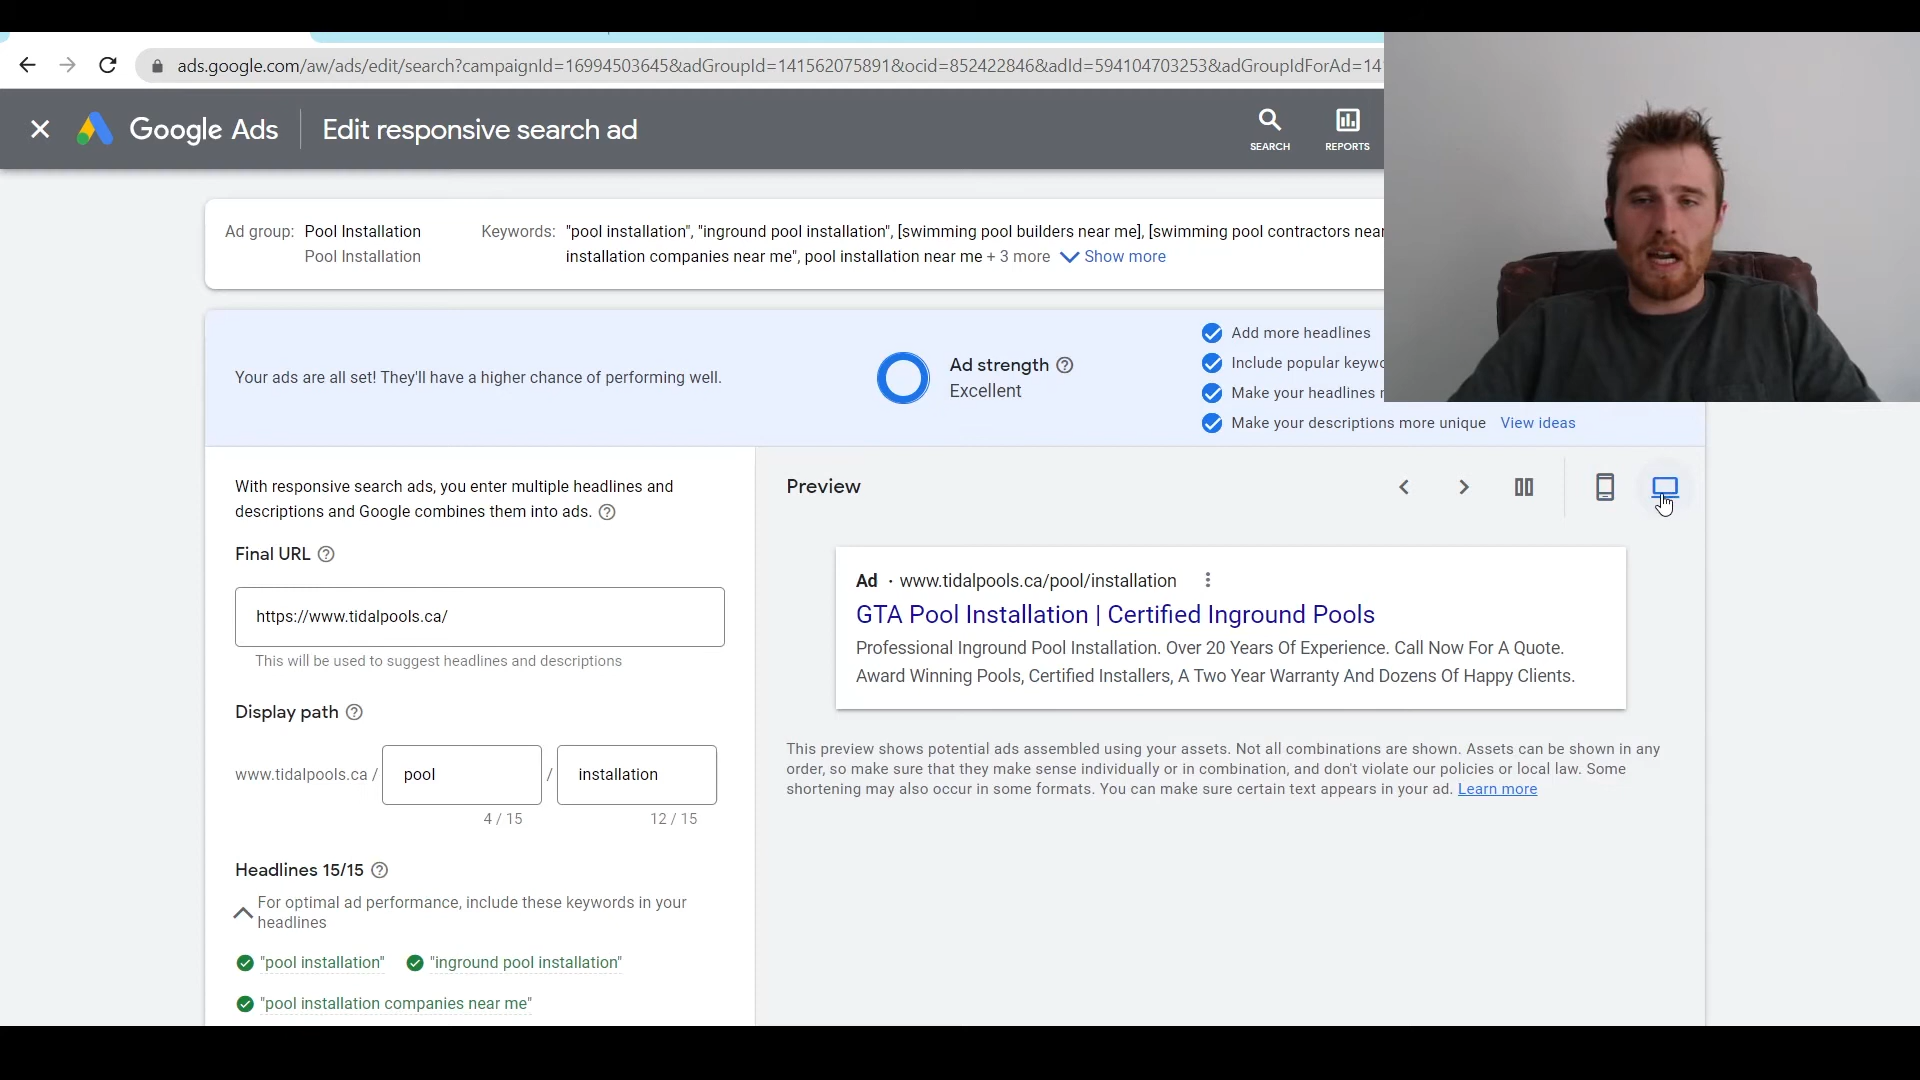 ads.google.com/aw/ads/edit/search?campaignId=16994503645&adGroupId=141562075891&ocid=852422846&adId=594104703253&adGroupIdForAd=14
Google Ads
Edit responsive search ad
SEARCH
REPORTS
Ad group: Pool Installation
Pool Installation
Keywords: "pool installation", "inground pool installation", [swimming pool builders near me], [swimming pool contractors near
installation companies near me", pool installation near me + 3 more Show more
Your ads are all set! They'll have a higher chance of performing well.
Ad strength
Excellent
Add more headlines
Include popular keywo
Make your headlines
Make your descriptions more unique View ideas
With responsive search ads, you enter multiple headlines and
descriptions and Google combines them into ads.
Final URL
https://www.tidalpools.ca/
This will be used to suggest headlines and descriptions
Display path
www.tidalpools.ca / pool / installation
4 / 15
12 / 15
Headlines 15/15
For optimal ad performance, include these keywords in your
headlines
"pool installation" "inground pool installation"
"pool installation companies near me"
Preview
Ad · www.tidalpools.ca/pool/installation
GTA Pool Installation | Certified Inground Pools
Professional Inground Pool Installation. Over 20 Years Of Experience. Call Now For A Quote.
Award Winning Pools, Certified Installers, A Two Year Warranty And Dozens Of Happy Clients.
This preview shows potential ads assembled using your assets. Not all combinations are shown. Assets can be shown in any
order, so make sure that they make sense individually or in combination, and don't violate our policies or local law. Some
shortening may also occur in some formats. You can make sure certain text appears in your ad. Learn more